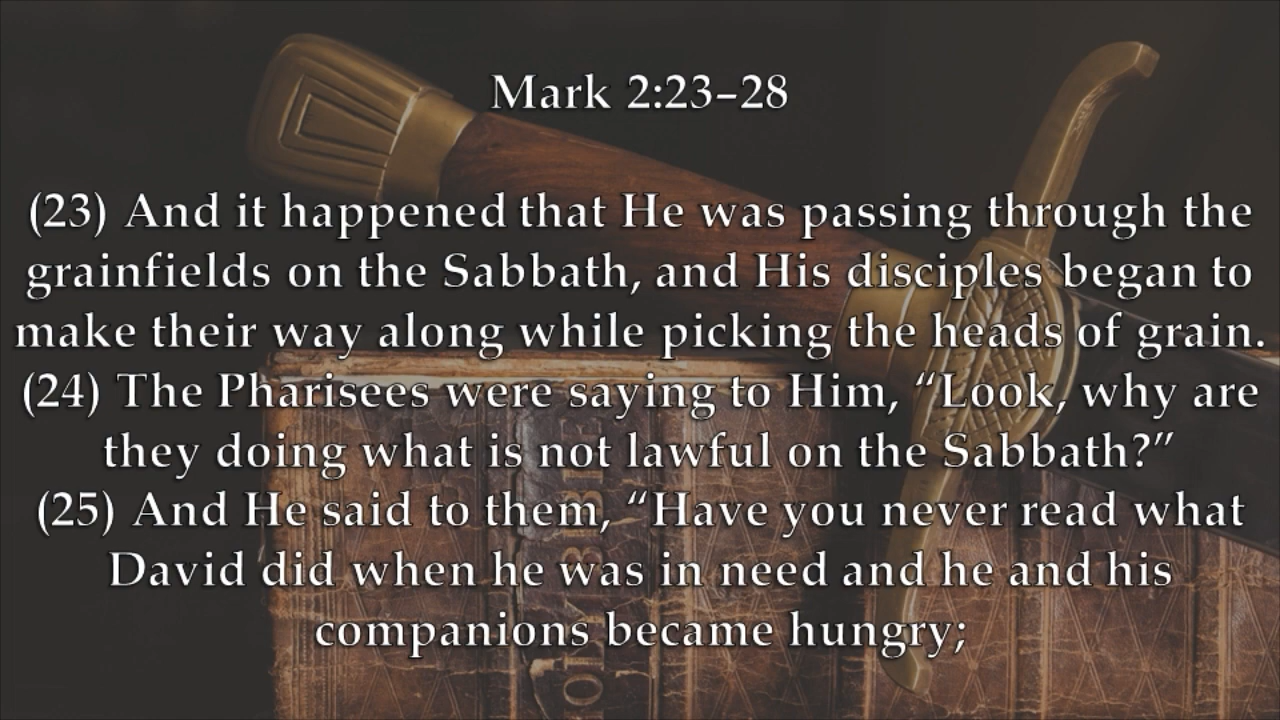 Mark 2:23–28
(23) And it happened that He was passing through the
grainfields on the Sabbath, and His disciples began to
make their way along while picking the heads of grain.
(24) The Pharisees were saying to Him, “Look, why are
they doing what is not lawful on the Sabbath?”
(25) And He said to them, “Have you never read what
David did when he was in need and he and his
companions became hungry;
HOLY BIBLE